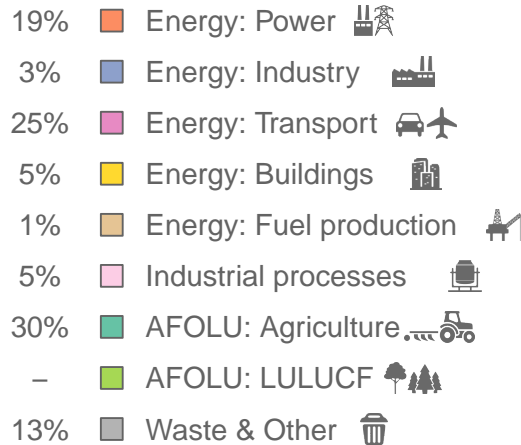 19% Energy: Power
3% Energy: Industry
25% Energy: Transport
5% Energy: Buildings
1% Energy: Fuel production
5% Industrial processes
30% AFOLU: Agriculture
– AFOLU: LULUCF
13% Waste & Other